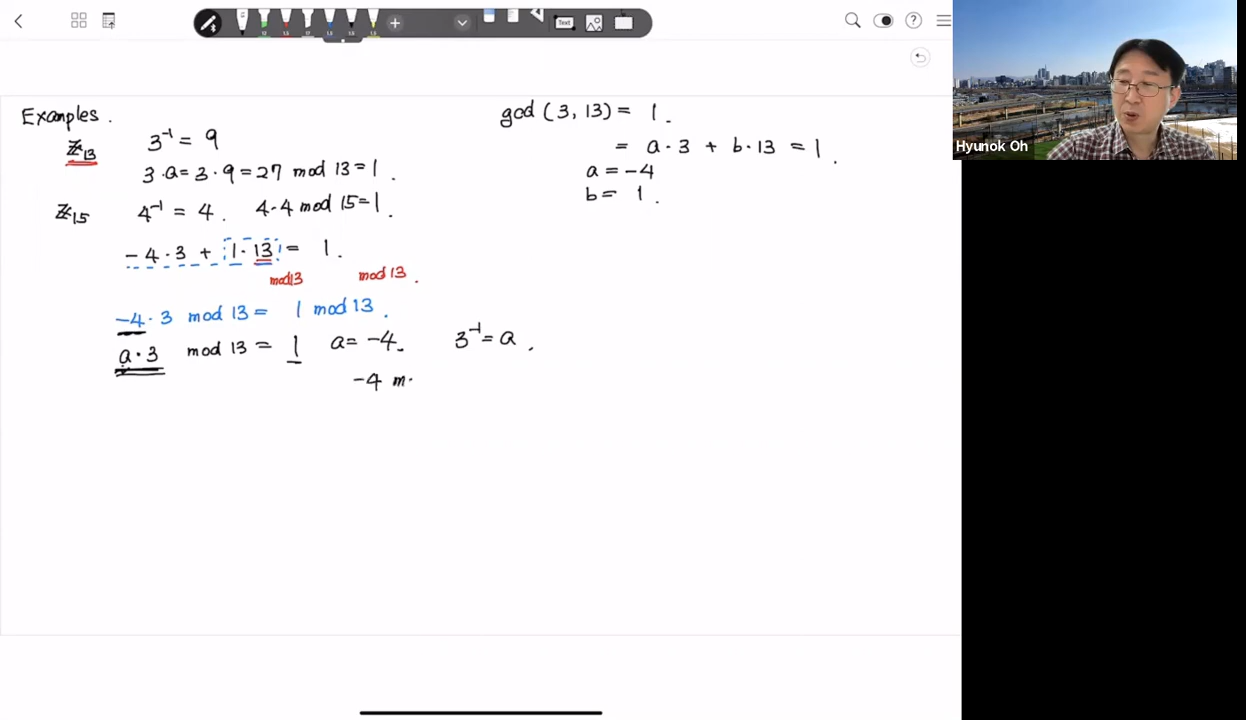 Text
Hyunok Oh
Examples.
gcd (3, 13) = 1.
= a·3 + b·13 = 1.
a = -4
b = 1.
ℤ13 3⁻¹ = 9
3·a = 3·9 = 27 mod 13 = 1.
ℤ15 4⁻¹ = 4. 4·4 mod 15 = 1.
-4·3 + 1·13 = 1.
mod 13 mod 13.
-4·3 mod 13 = 1 mod 13.
a·3 mod 13 = 1 a = -4. 3⁻¹ = a.
-4 m